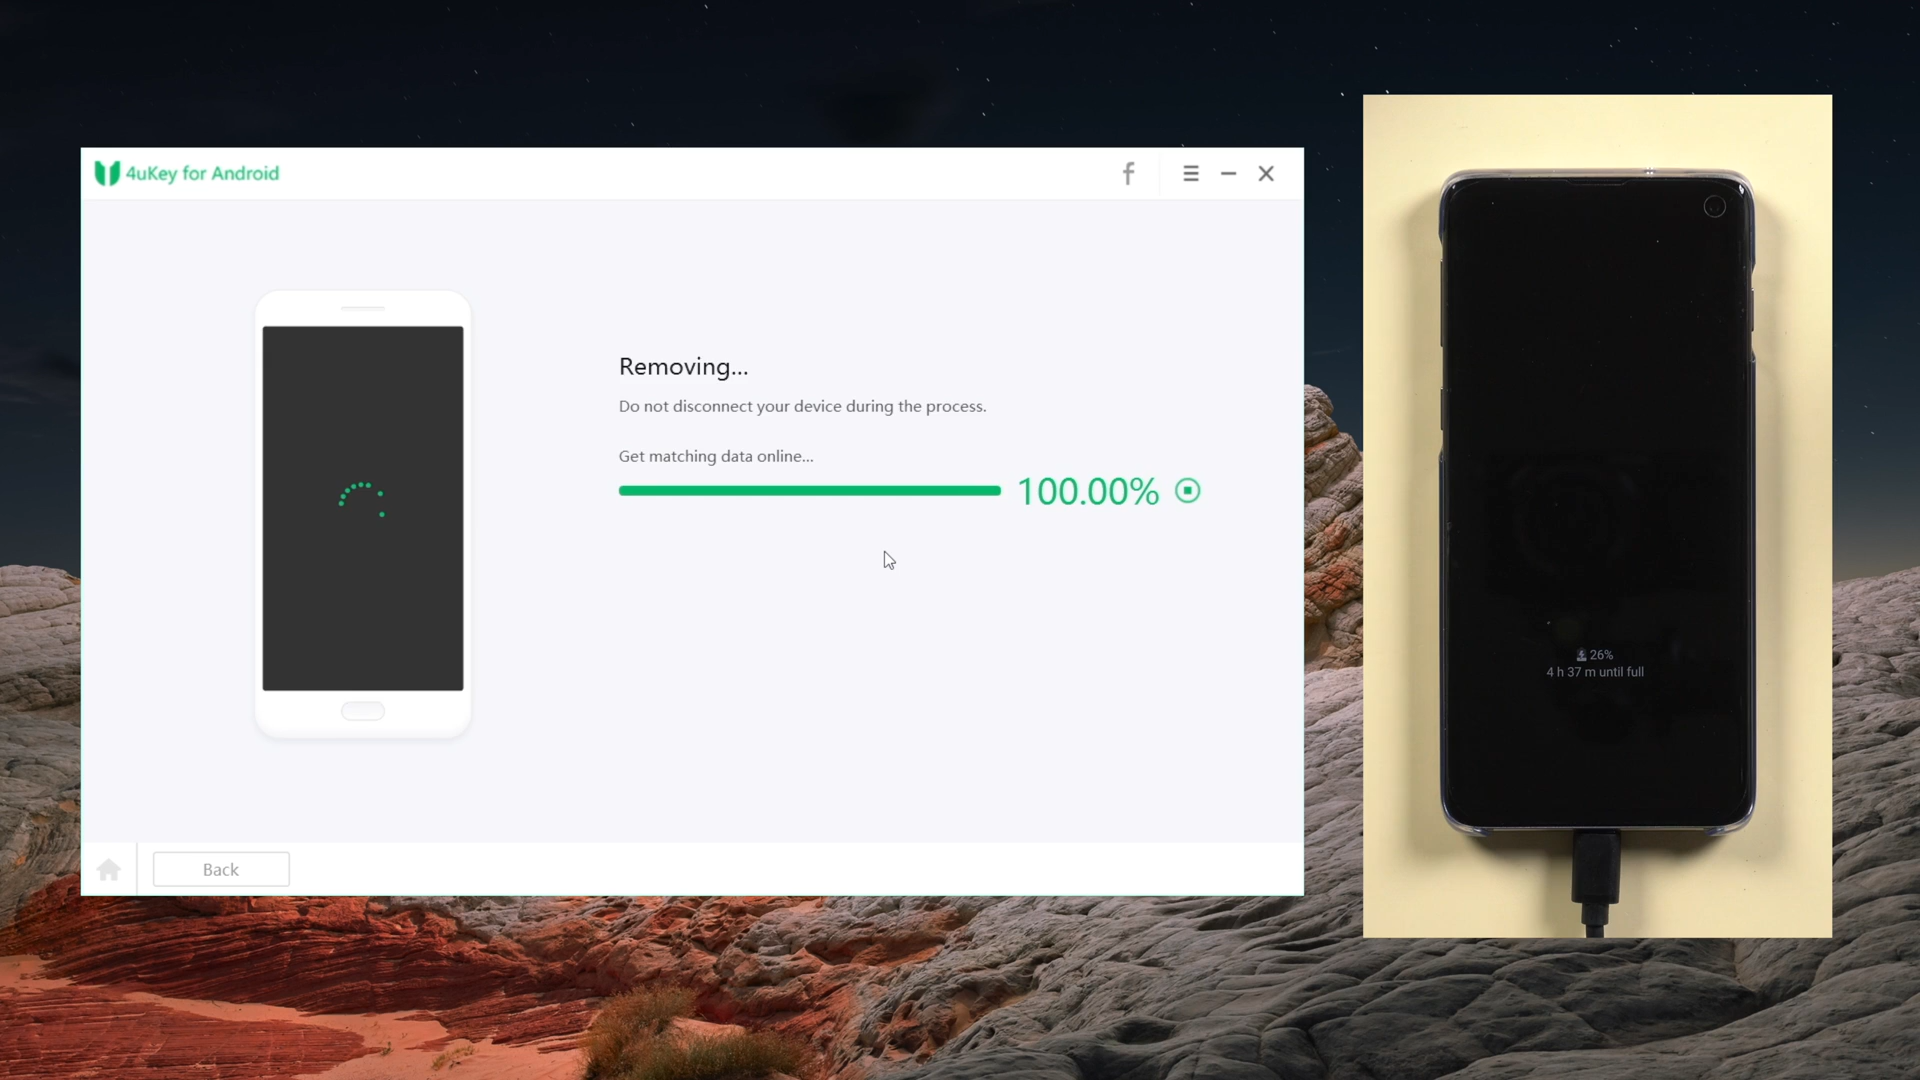 4uKey for Android
Removing...
Do not disconnect your device during the process.
Get matching data online...
100.00%
Back
26%
4 h 37 m until full